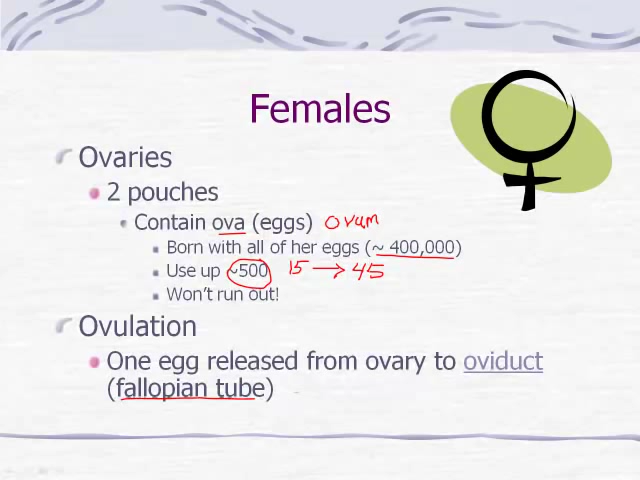 Females
Ovaries
2 pouches
Contain ova (eggs) ovum
Born with all of her eggs (~ 400,000)
Use up ~500 15 → 45
Won't run out!
Ovulation
One egg released from ovary to oviduct
(fallopian tube)